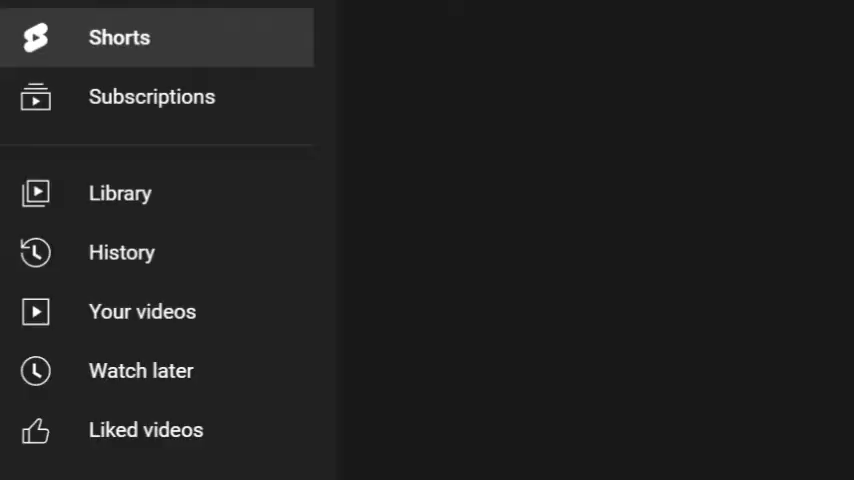 Shorts
Subscriptions
Library
History
Your videos
Watch later
Liked videos